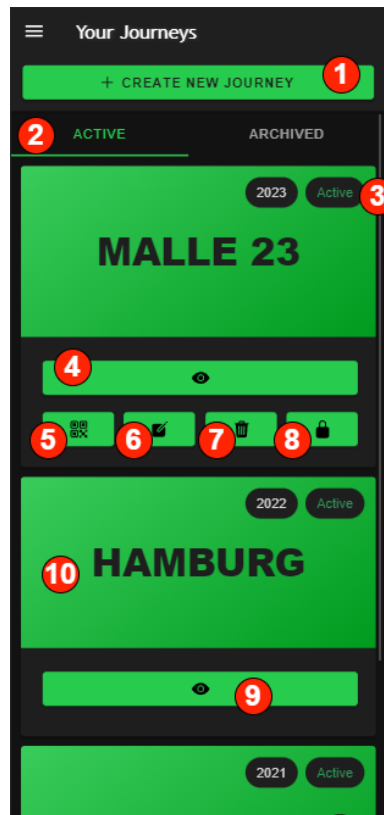 Your Journeys
+ CREATE NEW JOURNEY 1
2 ACTIVE ARCHIVED
2023 Active 3
MALLE 23
4
5 6 7 8
2022 Active
10 HAMBURG
9
2021 Active